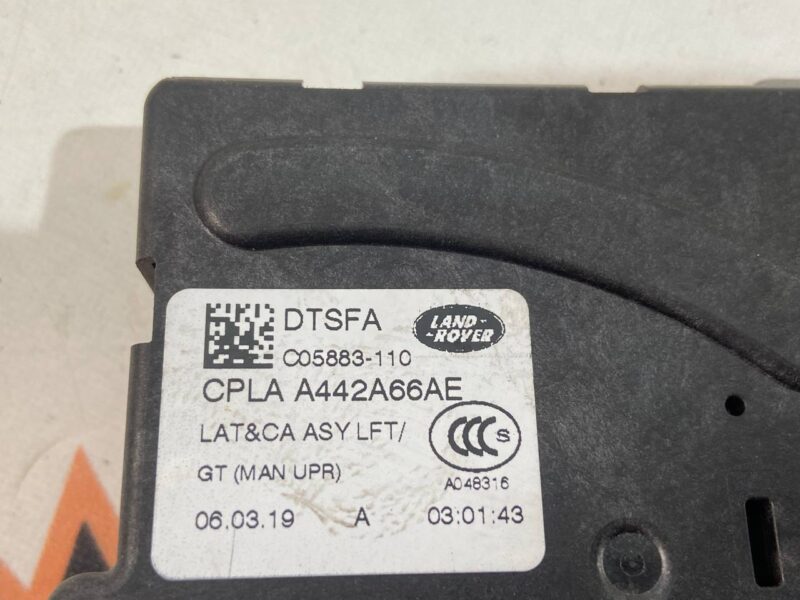 DTSFA
LAND-
-ROVER
C05883-110
CPLA A442A66AE
LAT&CA ASY LFT/
CCC S
GT (MAN UPR)
A048316
06.03.19 A 03:01:43